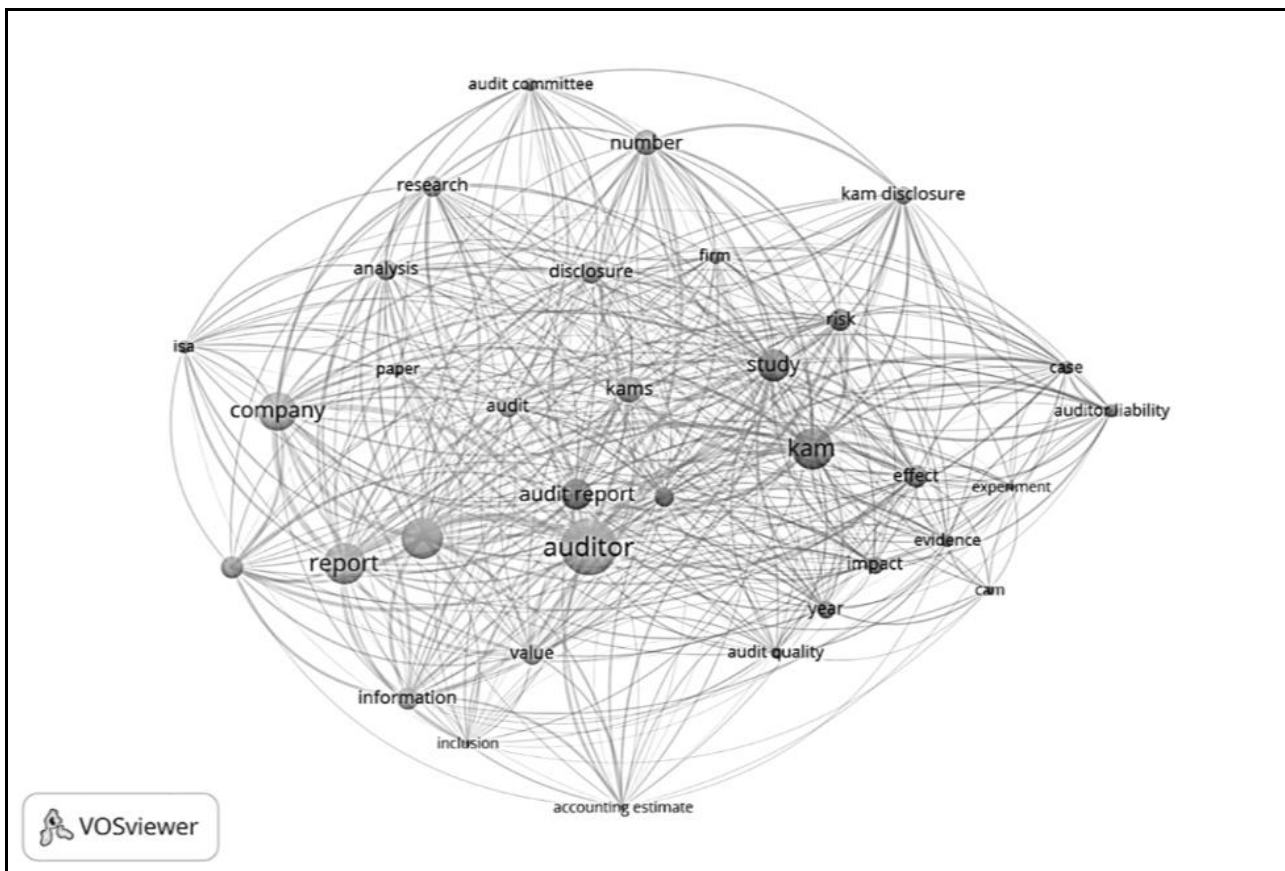 audit committee
number
research
kam disclosure
firm
analysis
disclosure
risk
isa
paper
study
case
kams
company
audit
auditor liability
kam
effect
experiment
audit report
evidence
auditor
report
impact
cam
year
value
audit quality
information
inclusion
accounting estimate
VOSviewer